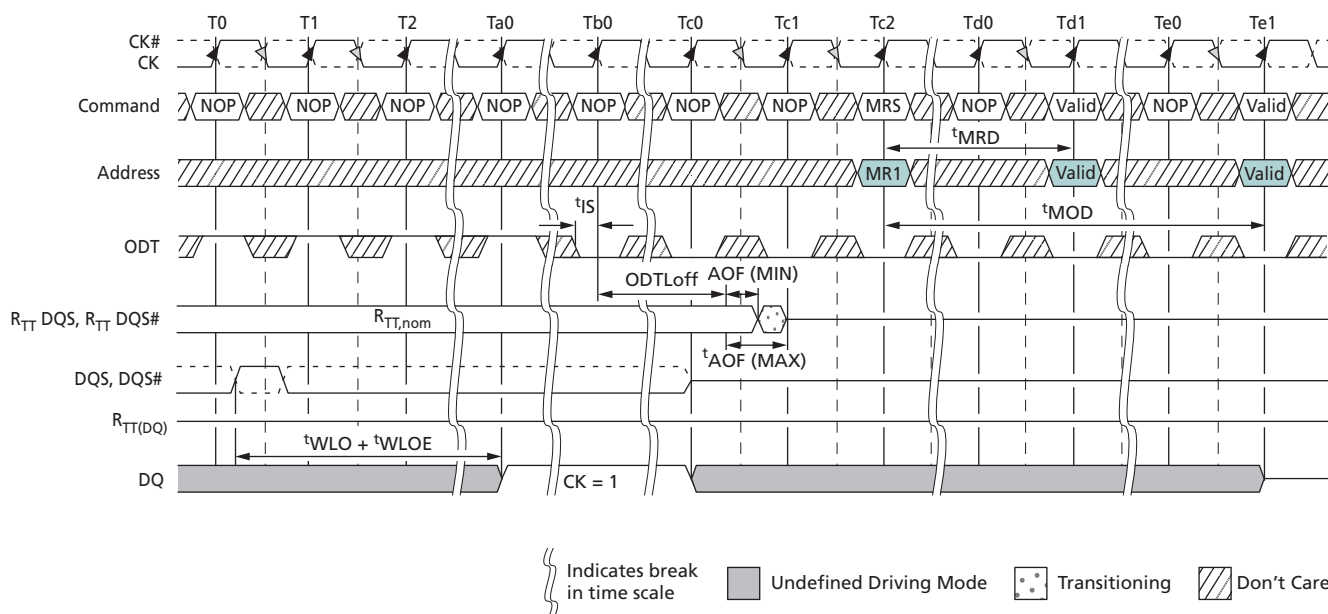 T0 T1 T2 Ta0 Tb0 Tc0 Tc1 Tc2 Td0 Td1 Te0 Te1
CK#
CK
Command NOP NOP NOP NOP NOP NOP NOP MRS NOP Valid NOP Valid
tMRD
Address MR1 Valid Valid
tIS
tMOD
ODT
ODTLoff AOF (MIN)
RTT DQS, RTT DQS# RTT,nom
tAOF (MAX)
DQS, DQS#
RTT(DQ)
tWLO + tWLOE
DQ CK = 1
Indicates break
in time scale
Undefined Driving Mode
Transitioning
Don't Care